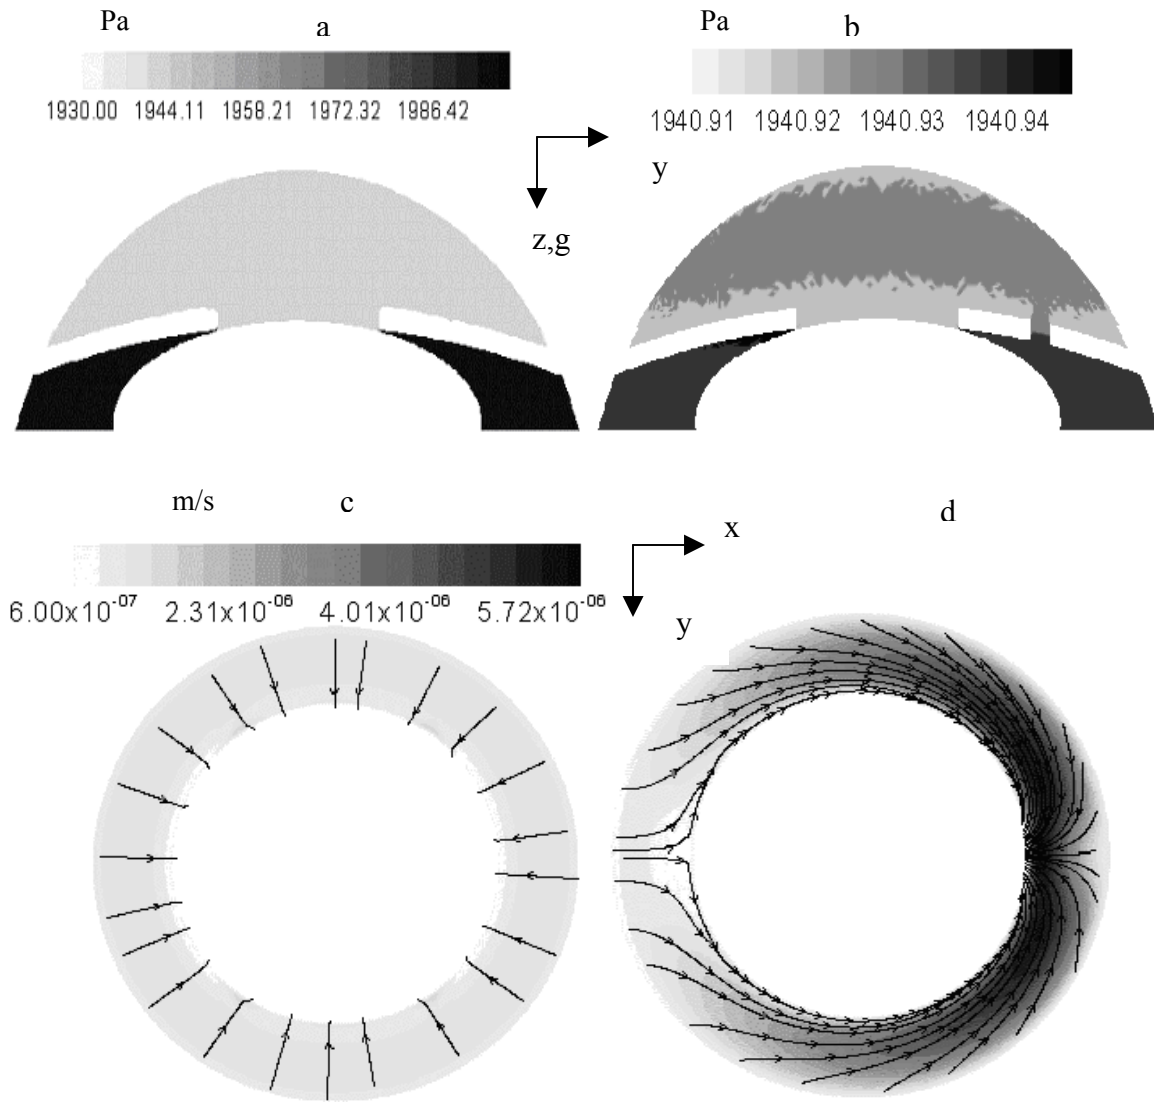 Pa a
Pa b
1930.00 1944.11 1958.21 1972.32 1986.42
1940.91 1940.92 1940.93 1940.94
y
z,g
m/s c
d
x
6.00x10⁻⁰⁷ 2.31x10⁻⁰⁶ 4.01x10⁻⁰⁶ 5.72x10⁻⁰⁶
y